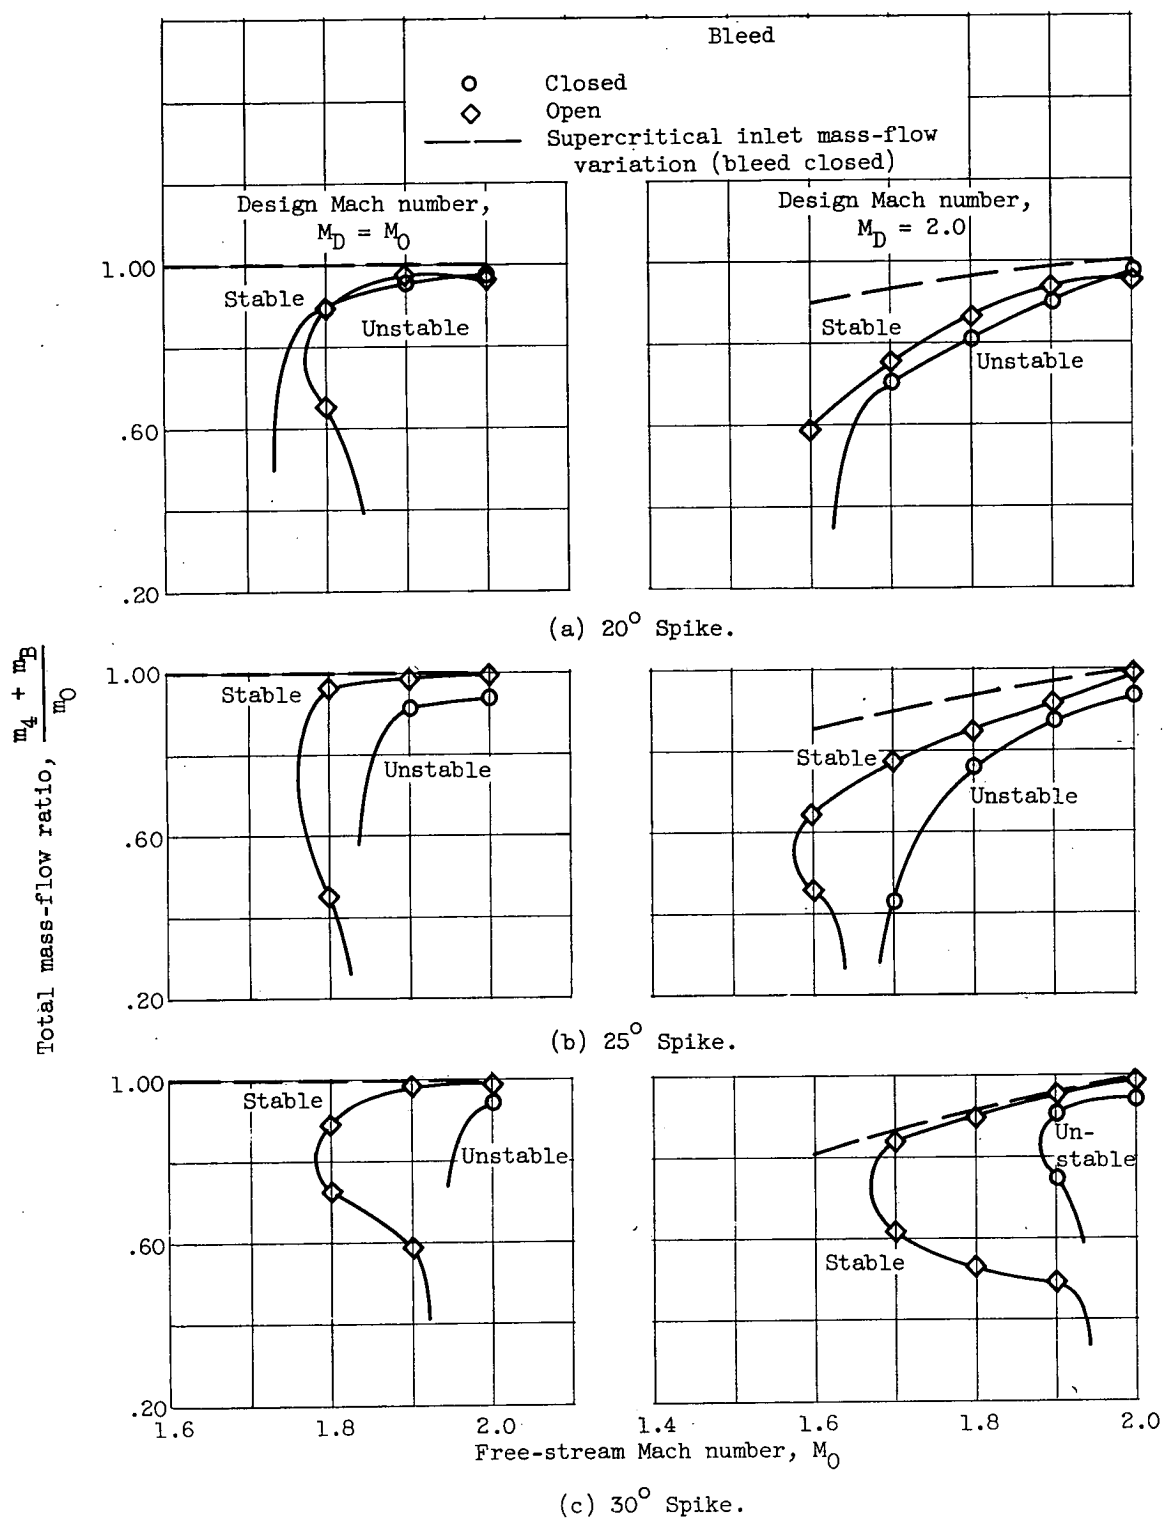 Bleed
Closed
Open
Supercritical inlet mass-flow
variation (bleed closed)
Design Mach number,
M_D = M_0
Design Mach number,
M_D = 2.0
1.00
Stable
Unstable
.60
.20
Stable
Unstable
(a) 20° Spike.
Total mass-flow ratio, (m_4 + m_B)/m_0
1.00
Stable
Unstable
.60
.20
Stable
Unstable
(b) 25° Spike.
1.00
Stable
Unstable
.60
.20
Un-
stable
Stable
1.6 1.8 2.0 1.4 1.6 1.8 2.0
Free-stream Mach number, M_0
(c) 30° Spike.